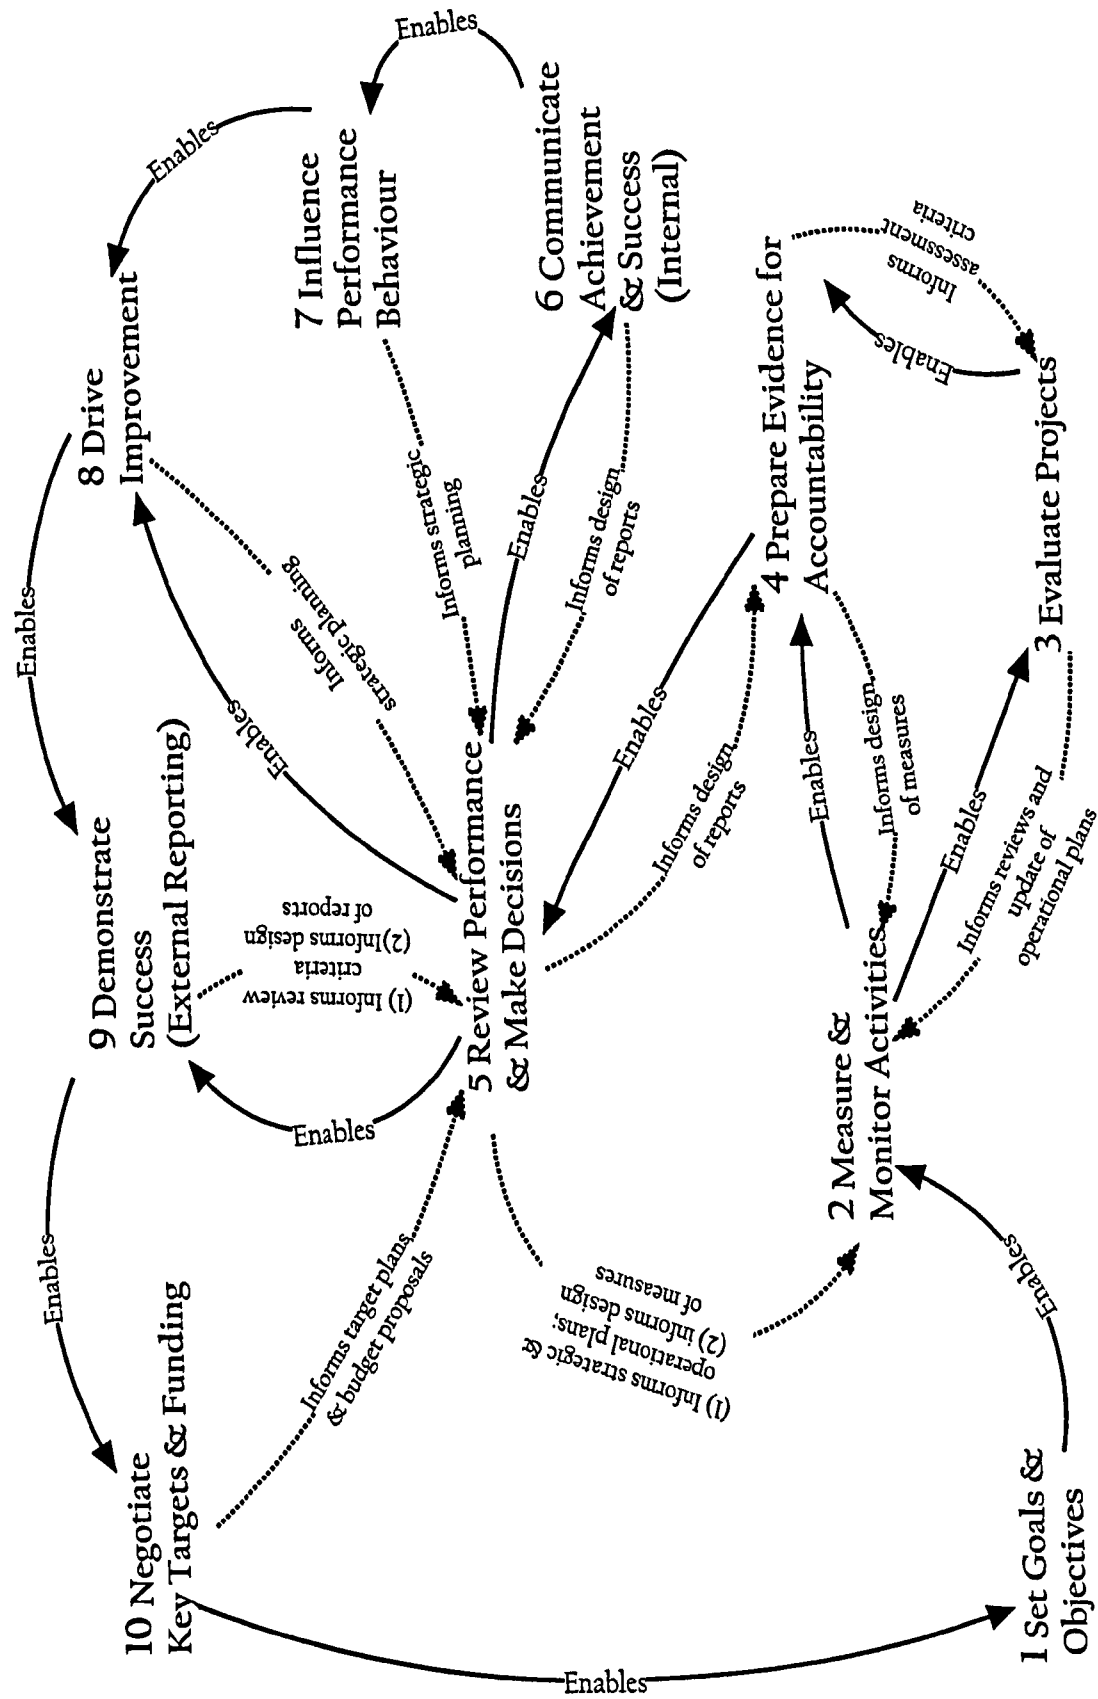 10 Negotiate
Key Targets & Funding
Enables
9 Demonstrate
Success
(External Reporting)
Enables
8 Drive
Improvement
Enables
7 Influence
Performance
Behaviour
Enables
6 Communicate
Achievement
& Success
(Internal)
Informs target plans
& budget proposals
Enables
(1) Informs review
criteria
(2) Informs design
of reports
Enables
Informs
strategic planning
Informs strategic
planning
Enables
Informs design
of reports
5 Review Performance
& Make Decisions
(1) Informs strategic &
operational plans;
(2) informs design
of measures
Informs design
of reports
Enables
4 Prepare Evidence for
Accountability
2 Measure &
Monitor Activities
Enables
Informs design
of measures
Enables
Informs reviews and
update of
operational plans
Enables
Informs
assessment
criteria
3 Evaluate Projects
Enables
1 Set Goals &
Objectives
Enables